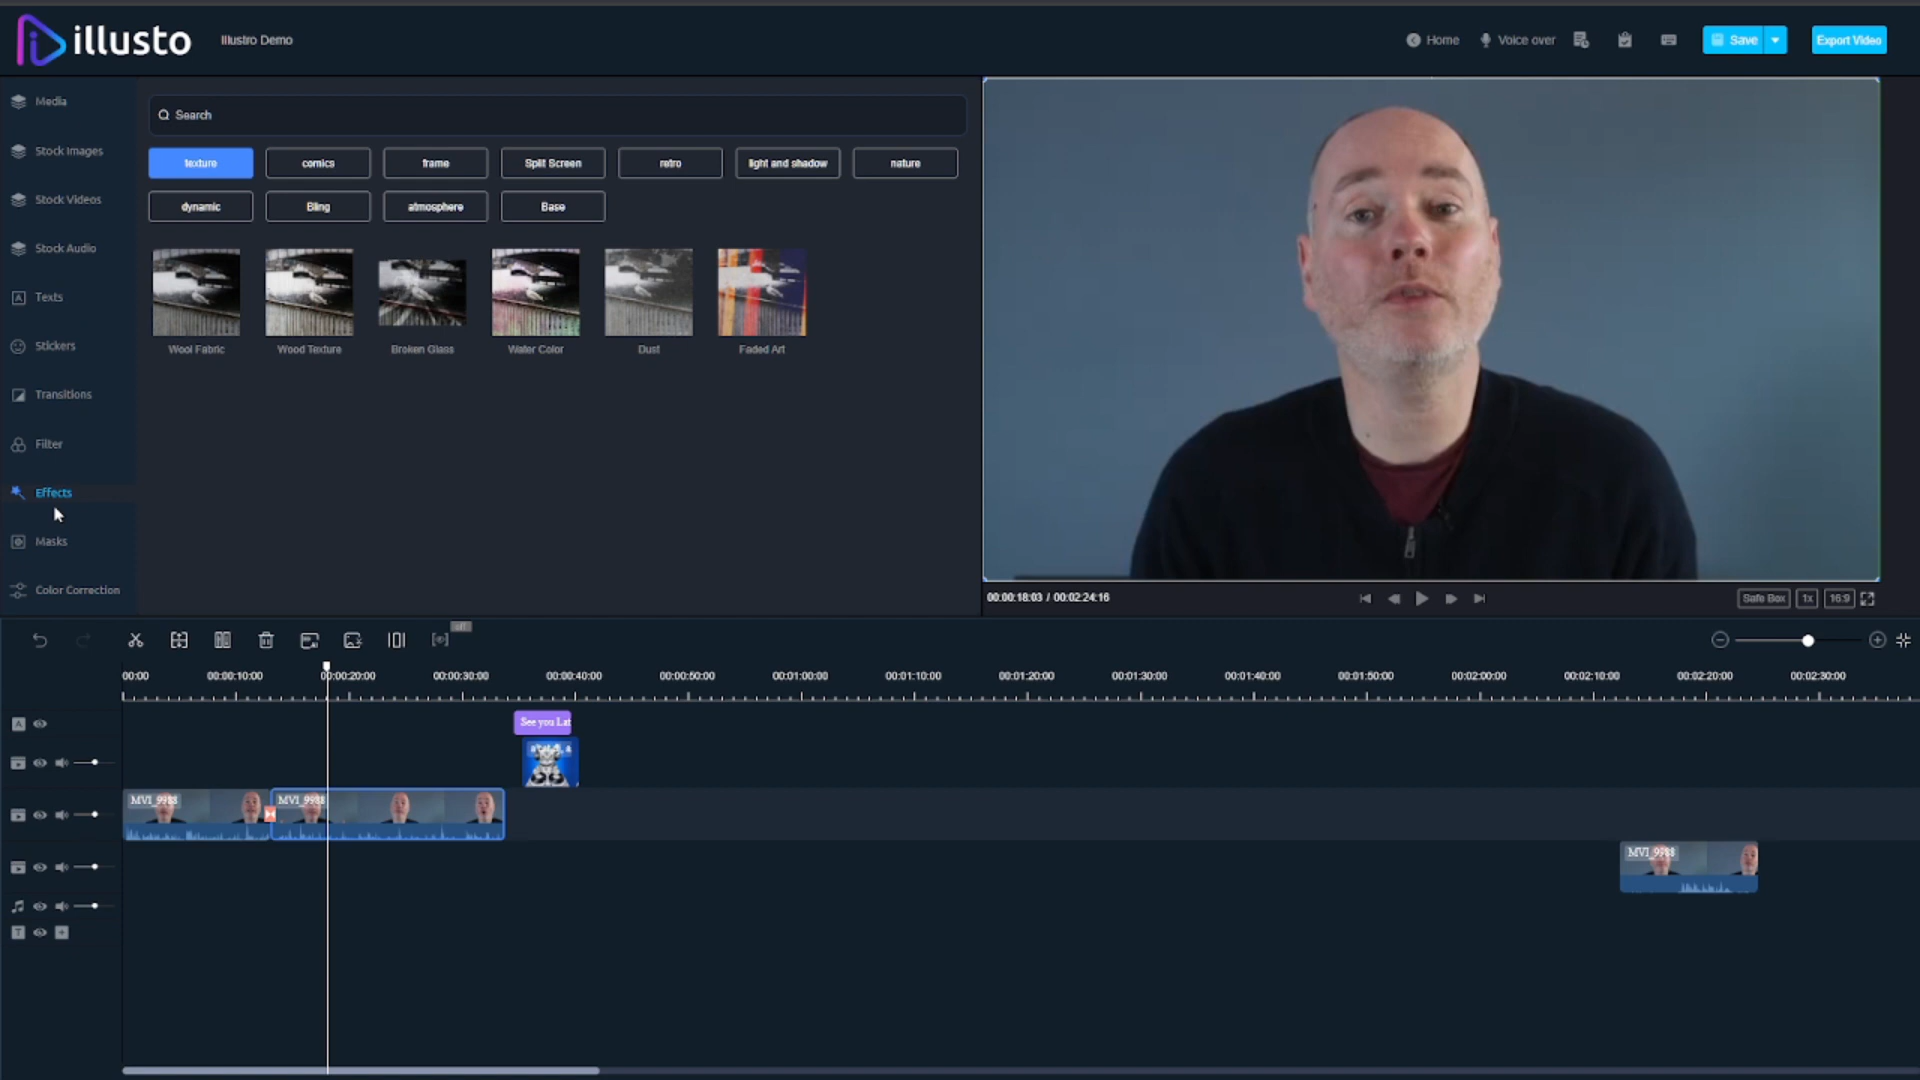 illusto
Illustro Demo
Home
Voice over
Save
Export Video
Media
Stock Images
Stock Videos
Stock Audio
Texts
Stickers
Transitions
Filter
Effects
Masks
Color Correction
Search
texture
comics
frame
Split Screen
retro
light and shadow
nature
dynamic
Bling
atmosphere
Base
Wool Fabric
Wood Texture
Broken Glass
Water Color
Dust
Faded Art
00:00:18:03 / 00:02:24:16
Safe Box
1x
16:9
off
00:00
00:00:10:00
00:00:20:00
00:00:30:00
00:00:40:00
00:00:50:00
00:01:00:00
00:01:10:00
00:01:20:00
00:01:30:00
00:01:40:00
00:01:50:00
00:02:00:00
00:02:10:00
00:02:20:00
00:02:30:00
A
See you Lat
MVI_9988
MVI_9988
MVI_9988
T